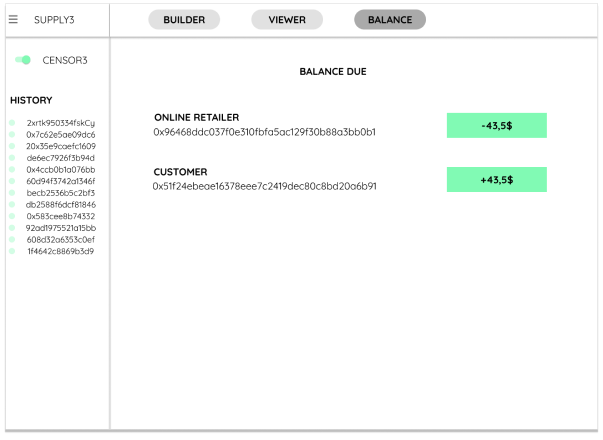 SUPPLY3
BUILDER
VIEWER
BALANCE
CENSOR3
HISTORY
2xrtk950334fskCy
0x7c62e5ae09dc6
20x35e9caefc1609
de6ec7926f3b94d
0x4ccb0b1a076bb
60d94f3742a1346f
becb2536b5c2bf3
db2588f6dcf81846
0x583cee8b74332
92ad1975521a15bb
608d32a6353c0ef
1f4642c8869b3d9
BALANCE DUE
ONLINE RETAILER
0x96468ddc037f0e310fbfa5ac129f30b88a3bb0b1
-43,5$
CUSTOMER
0x51f24ebeae16378eee7c2419dec80c8bd20a6b91
+43,5$